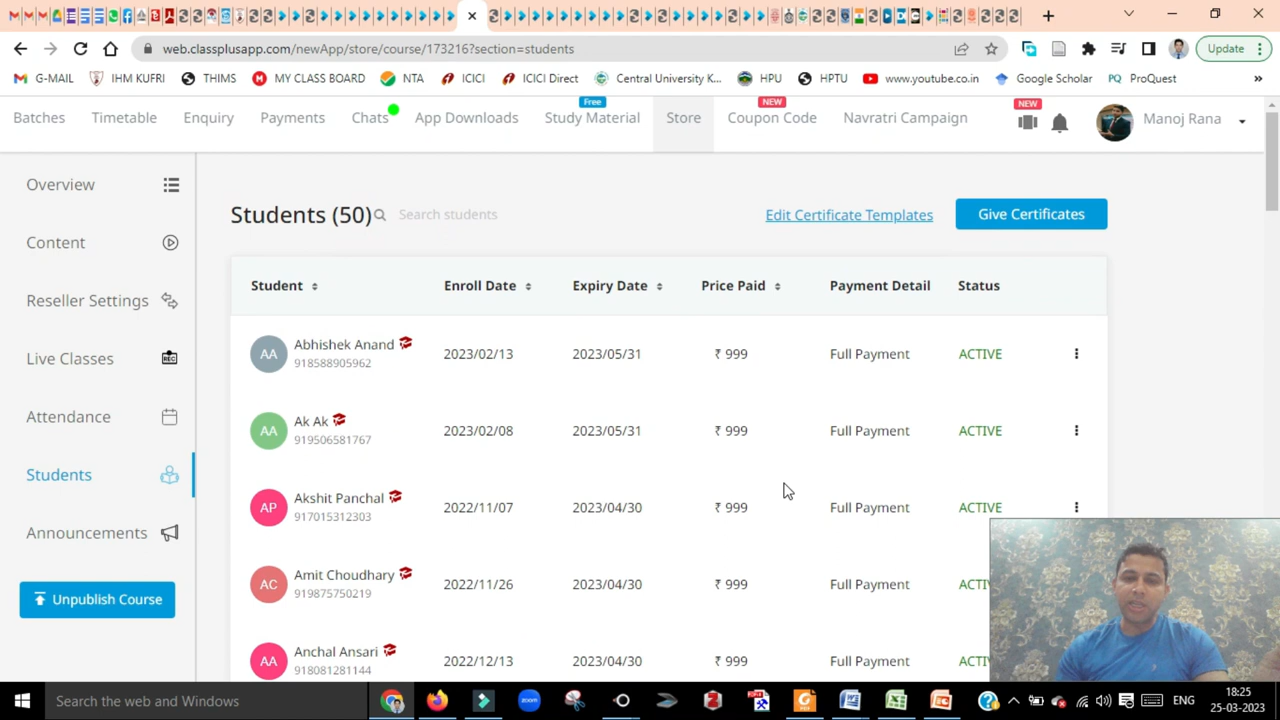 web.classplusapp.com/newApp/store/course/173216?section=students
Update
G-MAIL
IHM KUFRI
THIMS
MY CLASS BOARD
NTA
ICICI
ICICI Direct
Central University K...
HPU
HPTU
www.youtube.co.in
Google Scholar
PQ ProQuest
Batches
Timetable
Enquiry
Payments
Chats
App Downloads
Free
Study Material
Store
NEW
Coupon Code
Navratri Campaign
NEW
Manoj Rana
Overview
Content
Reseller Settings
Live Classes
REC
Attendance
Students
Announcements
Unpublish Course
Students (50)
Search students
Edit Certificate Templates
Give Certificates
Student Enroll Date Expiry Date Price Paid Payment Detail Status
AA Abhishek Anand 2023/02/13 2023/05/31 ₹ 999 Full Payment ACTIVE
918588905962
AA Ak Ak 2023/02/08 2023/05/31 ₹ 999 Full Payment ACTIVE
919506581767
AP Akshit Panchal 2022/11/07 2023/04/30 ₹ 999 Full Payment ACTIVE
917015312303
AC Amit Choudhary 2022/11/26 2023/04/30 ₹ 999 Full Payment
919875750219
AA Anchal Ansari 2022/12/13 2023/04/30 ₹ 999 Full Payment
918081281144
Search the web and Windows
zoom
ENG
18:25
25-03-2023